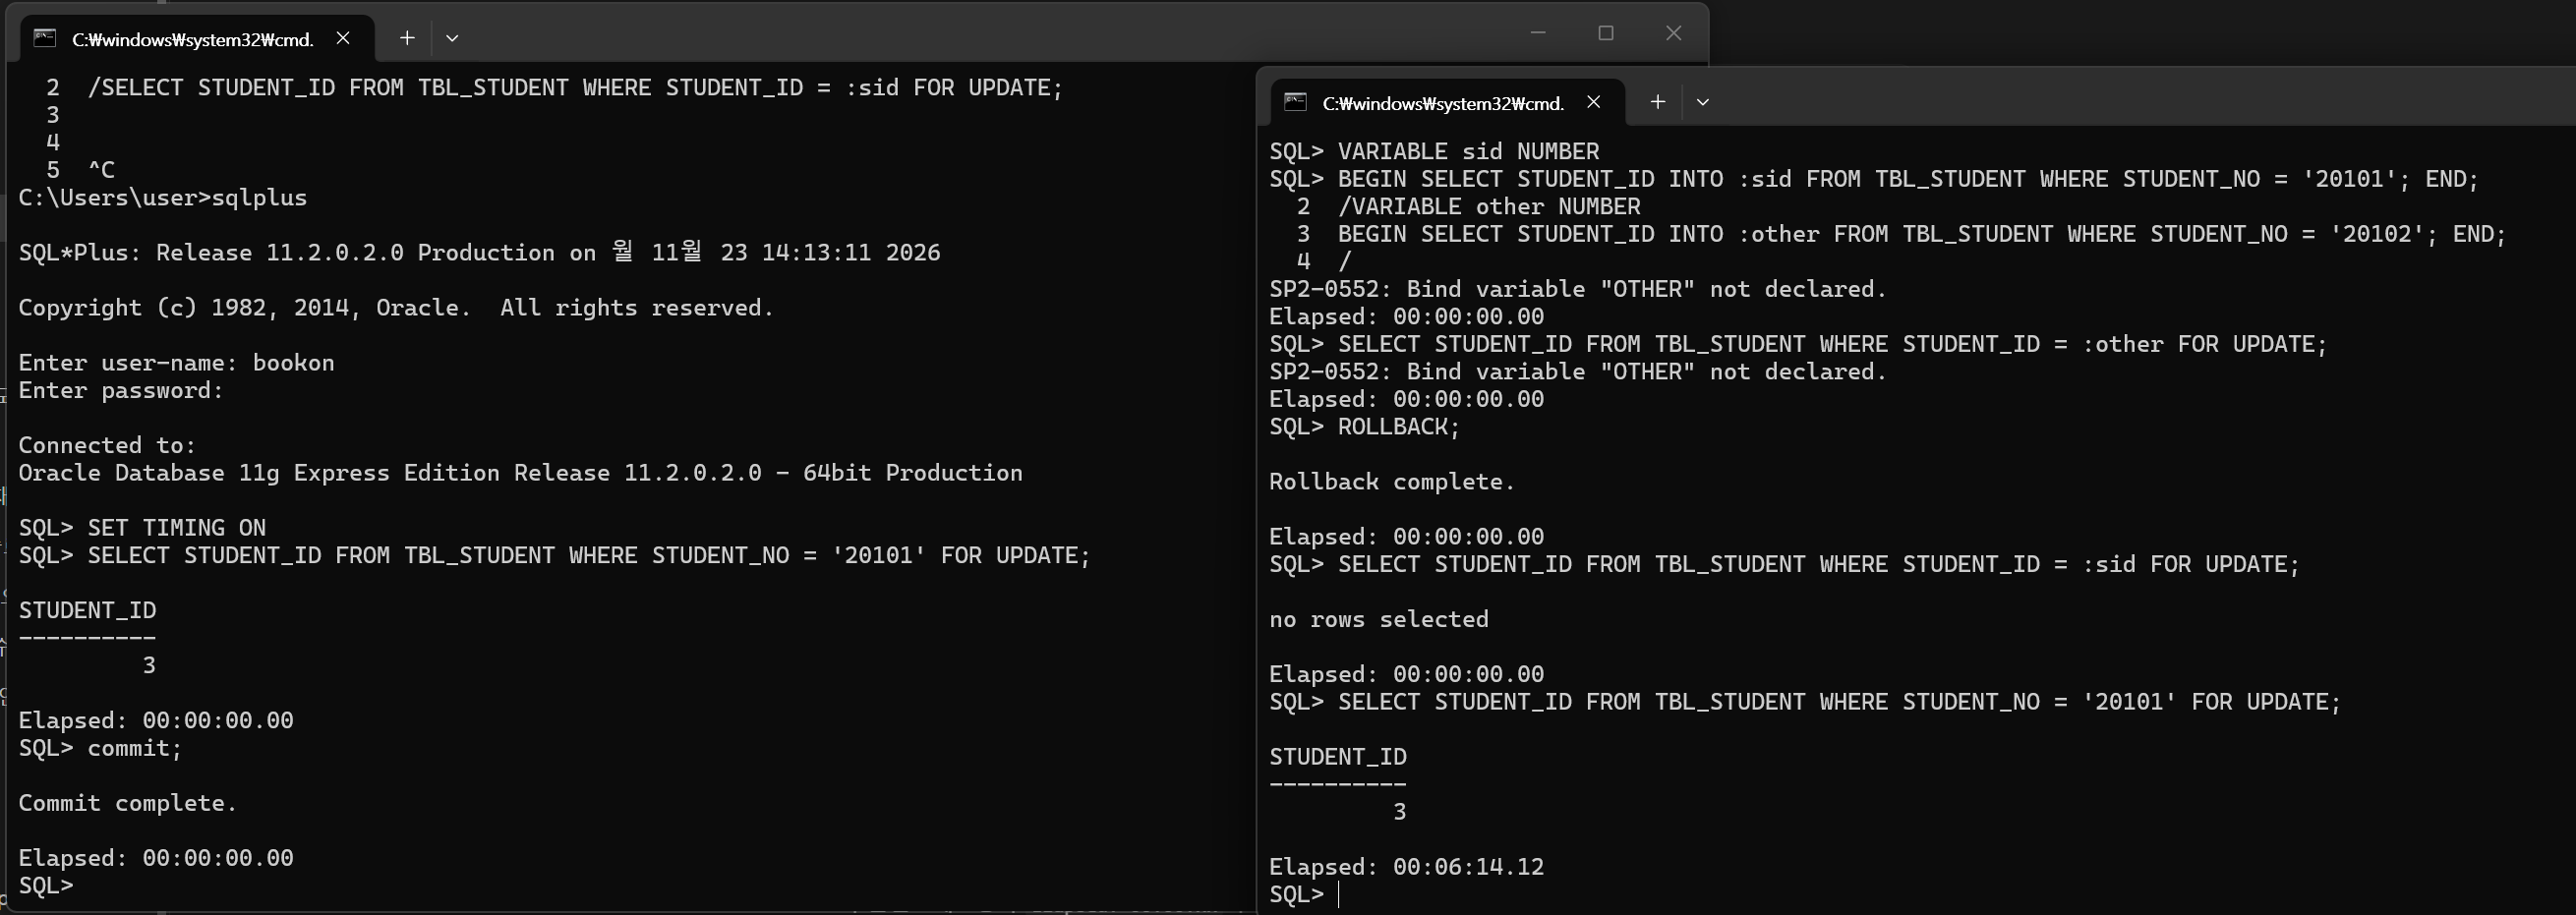 C:₩windows₩system32₩cmd.
  2  /SELECT STUDENT_ID FROM TBL_STUDENT WHERE STUDENT_ID = :sid FOR UPDATE;
  3
  4
  5  ^C
C:\Users\user>sqlplus
SQL*Plus: Release 11.2.0.2.0 Production on 월 11월 23 14:13:11 2026
Copyright (c) 1982, 2014, Oracle.  All rights reserved.
Enter user-name: bookon
Enter password:
Connected to:
Oracle Database 11g Express Edition Release 11.2.0.2.0 - 64bit Production
SQL> SET TIMING ON
SQL> SELECT STUDENT_ID FROM TBL_STUDENT WHERE STUDENT_NO = '20101' FOR UPDATE;
STUDENT_ID
----------
         3
Elapsed: 00:00:00.00
SQL> commit;
Commit complete.
Elapsed: 00:00:00.00
SQL>
C:₩windows₩system32₩cmd.
SQL> VARIABLE sid NUMBER
SQL> BEGIN SELECT STUDENT_ID INTO :sid FROM TBL_STUDENT WHERE STUDENT_NO = '20101'; END;
  2  /VARIABLE other NUMBER
  3  BEGIN SELECT STUDENT_ID INTO :other FROM TBL_STUDENT WHERE STUDENT_NO = '20102'; END;
  4  /
SP2-0552: Bind variable "OTHER" not declared.
Elapsed: 00:00:00.00
SQL> SELECT STUDENT_ID FROM TBL_STUDENT WHERE STUDENT_ID = :other FOR UPDATE;
SP2-0552: Bind variable "OTHER" not declared.
Elapsed: 00:00:00.00
SQL> ROLLBACK;
Rollback complete.
Elapsed: 00:00:00.00
SQL> SELECT STUDENT_ID FROM TBL_STUDENT WHERE STUDENT_ID = :sid FOR UPDATE;
no rows selected
Elapsed: 00:00:00.00
SQL> SELECT STUDENT_ID FROM TBL_STUDENT WHERE STUDENT_NO = '20101' FOR UPDATE;
STUDENT_ID
----------
         3
Elapsed: 00:06:14.12
SQL>